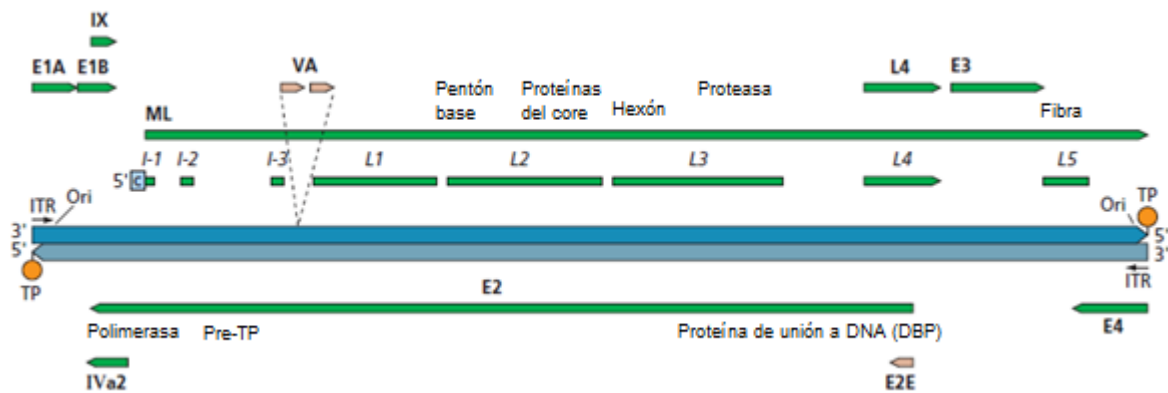 IX
E1A E1B VA L4 E3
Pentón base
Proteínas del core
Hexón
Proteasa
Fibra
ML
I-1 I-2 I-3 L1 L2 L3 L4 L5
5' C
ITR Ori Ori TP
3' 5'
5' 3'
TP ITR
E2
Polimerasa Pre-TP Proteína de unión a DNA (DBP) E4
IVa2 E2E